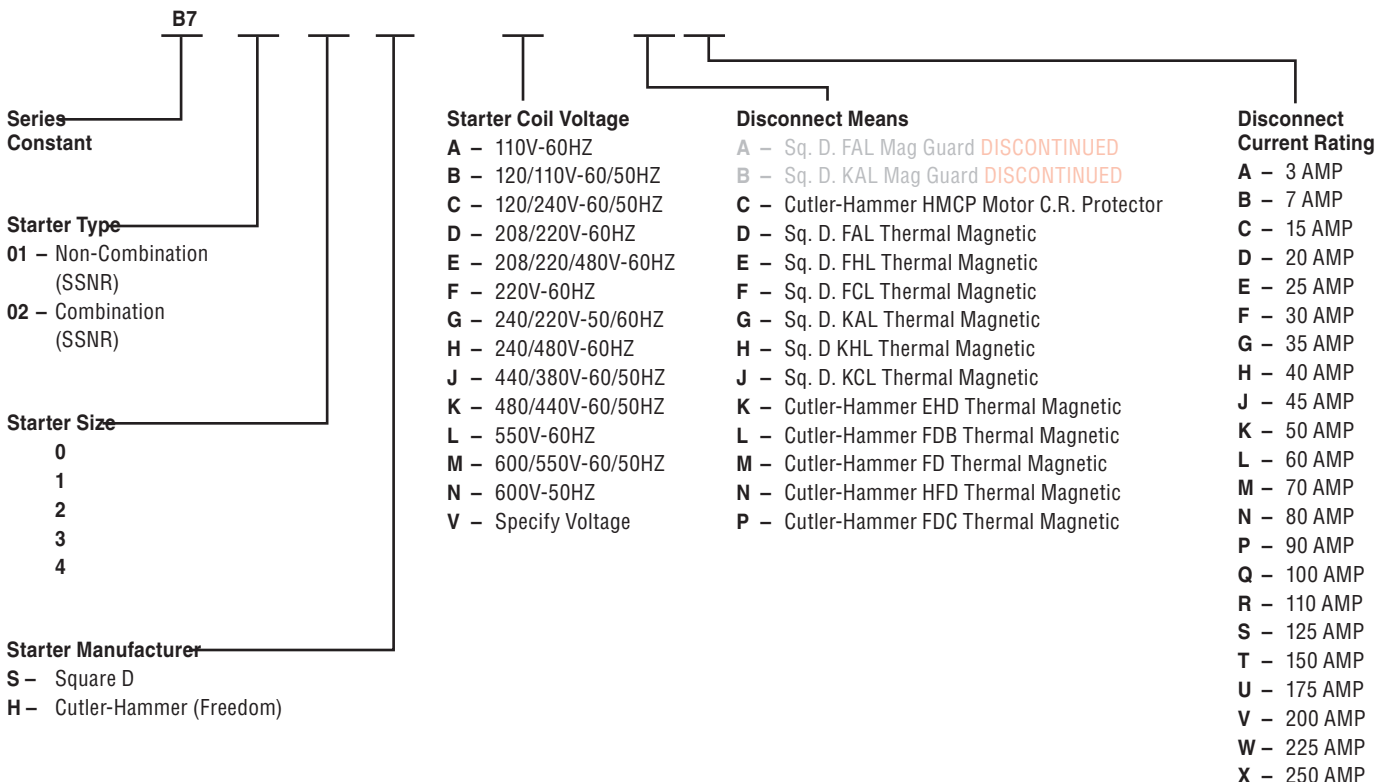 B7
Series
Constant
Starter Type
01 – Non-Combination
(SSNR)
02 – Combination
(SSNR)
Starter Size
0
1
2
3
4
Starter Manufacturer
S – Square D
H – Cutler-Hammer (Freedom)
Starter Coil Voltage
A – 110V-60HZ
B – 120/110V-60/50HZ
C – 120/240V-60/50HZ
D – 208/220V-60HZ
E – 208/220/480V-60HZ
F – 220V-60HZ
G – 240/220V-50/60HZ
H – 240/480V-60HZ
J – 440/380V-60/50HZ
K – 480/440V-60/50HZ
L – 550V-60HZ
M – 600/550V-60/50HZ
N – 600V-50HZ
V – Specify Voltage
Disconnect Means
A – Sq. D. FAL Mag Guard DISCONTINUED
B – Sq. D. KAL Mag Guard DISCONTINUED
C – Cutler-Hammer HMCP Motor C.R. Protector
D – Sq. D. FAL Thermal Magnetic
E – Sq. D. FHL Thermal Magnetic
F – Sq. D. FCL Thermal Magnetic
G – Sq. D. KAL Thermal Magnetic
H – Sq. D KHL Thermal Magnetic
J – Sq. D. KCL Thermal Magnetic
K – Cutler-Hammer EHD Thermal Magnetic
L – Cutler-Hammer FDB Thermal Magnetic
M – Cutler-Hammer FD Thermal Magnetic
N – Cutler-Hammer HFD Thermal Magnetic
P – Cutler-Hammer FDC Thermal Magnetic
Disconnect
Current Rating
A – 3 AMP
B – 7 AMP
C – 15 AMP
D – 20 AMP
E – 25 AMP
F – 30 AMP
G – 35 AMP
H – 40 AMP
J – 45 AMP
K – 50 AMP
L – 60 AMP
M – 70 AMP
N – 80 AMP
P – 90 AMP
Q – 100 AMP
R – 110 AMP
S – 125 AMP
T – 150 AMP
U – 175 AMP
V – 200 AMP
W – 225 AMP
X – 250 AMP